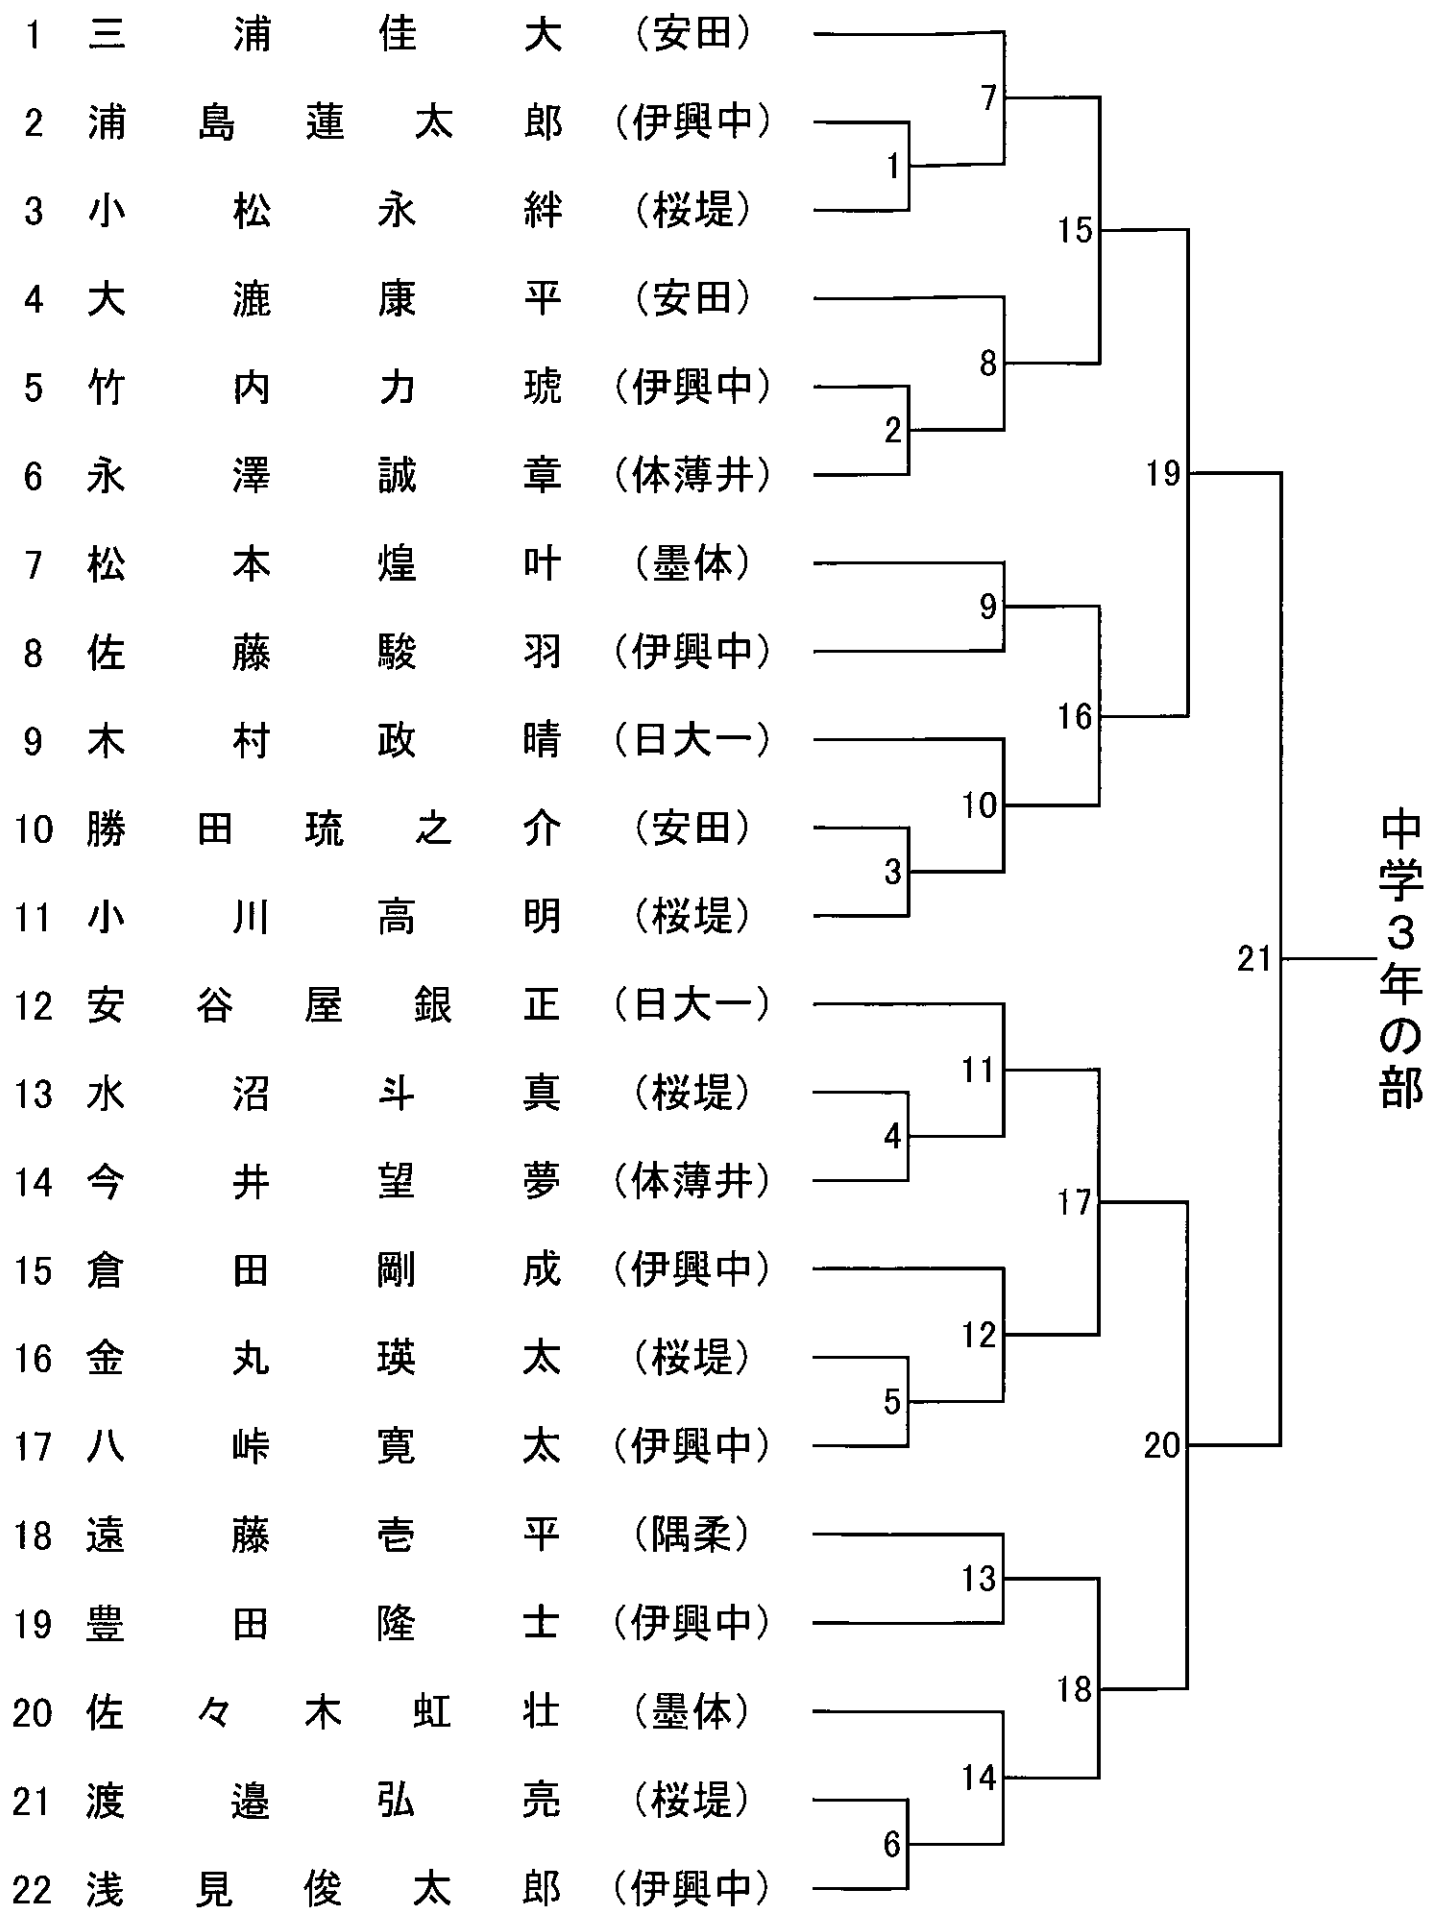 1 三浦佳大 (安田)
2 浦島蓮太郎 (伊興中)
3 小松永絆 (桜堤)
4 大漉康平 (安田)
5 竹内力琥 (伊興中)
6 永澤誠章 (体薄井)
7 松本煌叶 (墨体)
8 佐藤駿羽 (伊興中)
9 木村政晴 (日大一)
10 勝田琉之介 (安田)
11 小川高明 (桜堤)
12 安谷屋銀正 (日大一)
13 水沼斗真 (桜堤)
14 今井望夢 (体薄井)
15 倉田剛成 (伊興中)
16 金丸瑛太 (桜堤)
17 八峠寛太 (伊興中)
18 遠藤壱平 (隅柔)
19 豊田隆士 (伊興中)
20 佐々木虹壮 (墨体)
21 渡邉弘亮 (桜堤)
22 浅見俊太郎 (伊興中)
1
2
3
4
5
6
7
8
9
10
11
12
13
14
15
16
17
18
19
20
21
中学3年の部